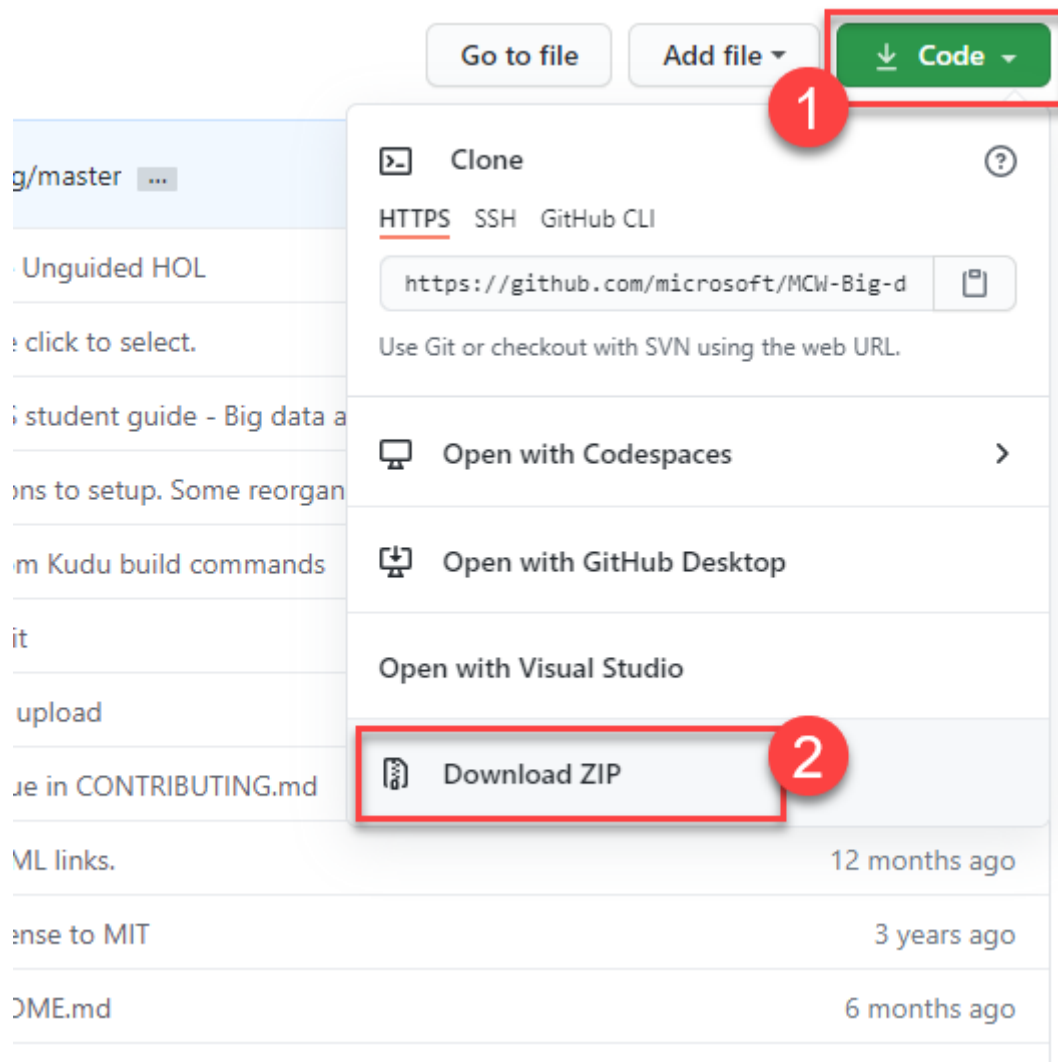 Go to file Add file Code
1
Clone
g/master ...
HTTPS SSH GitHub CLI
Unguided HOL
https://github.com/microsoft/MCW-Big-d
click to select.
Use Git or checkout with SVN using the web URL.
student guide - Big data a
Open with Codespaces
ons to setup. Some reorgan
om Kudu build commands
Open with GitHub Desktop
it
Open with Visual Studio
upload
2
Download ZIP
ue in CONTRIBUTING.md
ML links. 12 months ago
ense to MIT 3 years ago
OME.md 6 months ago